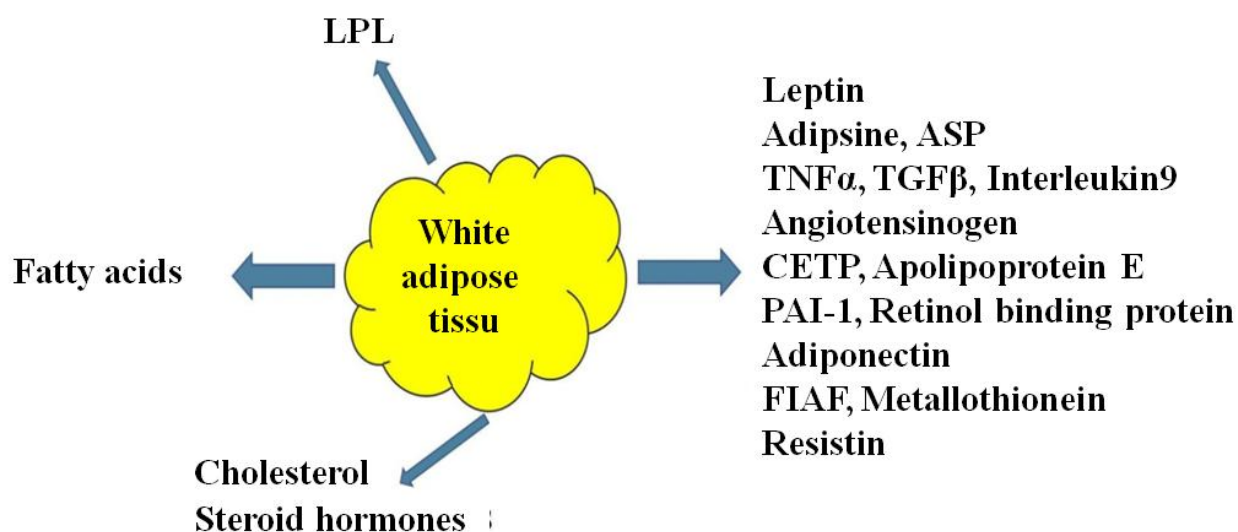 LPL
Leptin
Adipsine, ASP
TNFα, TGFβ, Interleukin9
Angiotensinogen
CETP, Apolipoprotein E
PAI-1, Retinol binding protein
Adiponectin
FIAF, Metallothionein
Resistin
White
adipose
tissu
Fatty acids
Cholesterol
Steroid hormones